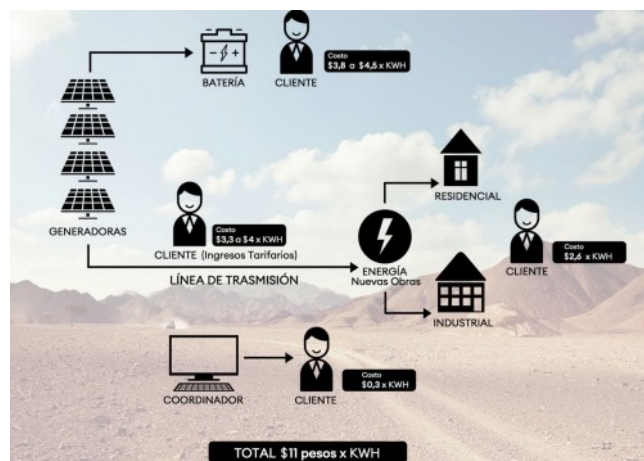 Costo
$3,8 a $4,5 x KWH
BATERÍA
CLIENTE
RESIDENCIAL
GENERADORAS
Costo
$3,3 a $4 x KWH
CLIENTE (Ingresos Tarifarios)
LÍNEA DE TRASMISIÓN
ENERGÍA
Nuevas Obras
Costo
$2,6 x KWH
CLIENTE
INDUSTRIAL
COORDINADOR
CLIENTE
Costo
$0,3 x KWH
TOTAL $11 pesos x KWH